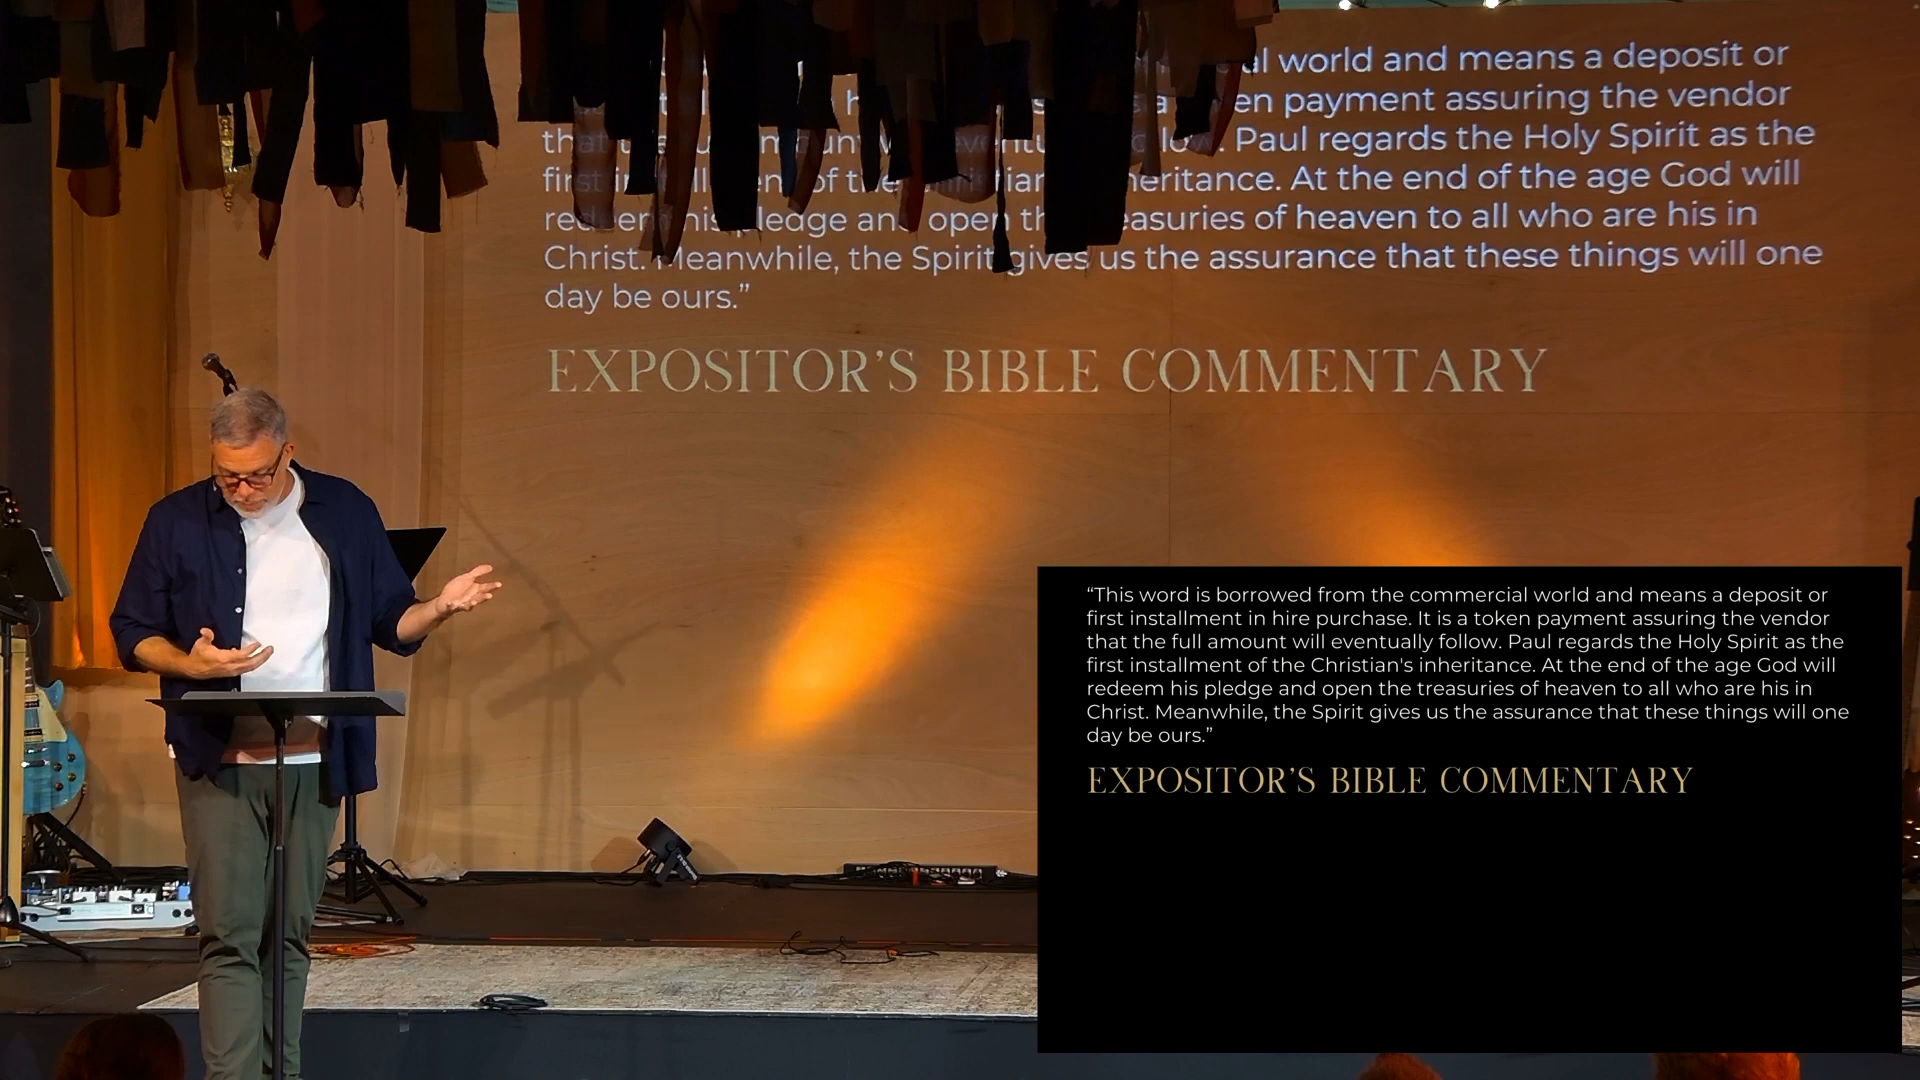 al world and means a deposit or
en payment assuring the vendor
Paul regards the Holy Spirit as the
first of the heritance. At the end of the age God will
pledge and open easuries of heaven to all who are his in
Christ. Meanwhile, the Spirit gives us the assurance that these things will one
day be ours.”
EXPOSITOR’S BIBLE COMMENTARY
“This word is borrowed from the commercial world and means a deposit or
first installment in hire purchase. It is a token payment assuring the vendor
that the full amount will eventually follow. Paul regards the Holy Spirit as the
first installment of the Christian's inheritance. At the end of the age God will
redeem his pledge and open the treasuries of heaven to all who are his in
Christ. Meanwhile, the Spirit gives us the assurance that these things will one
day be ours.”
EXPOSITOR’S BIBLE COMMENTARY